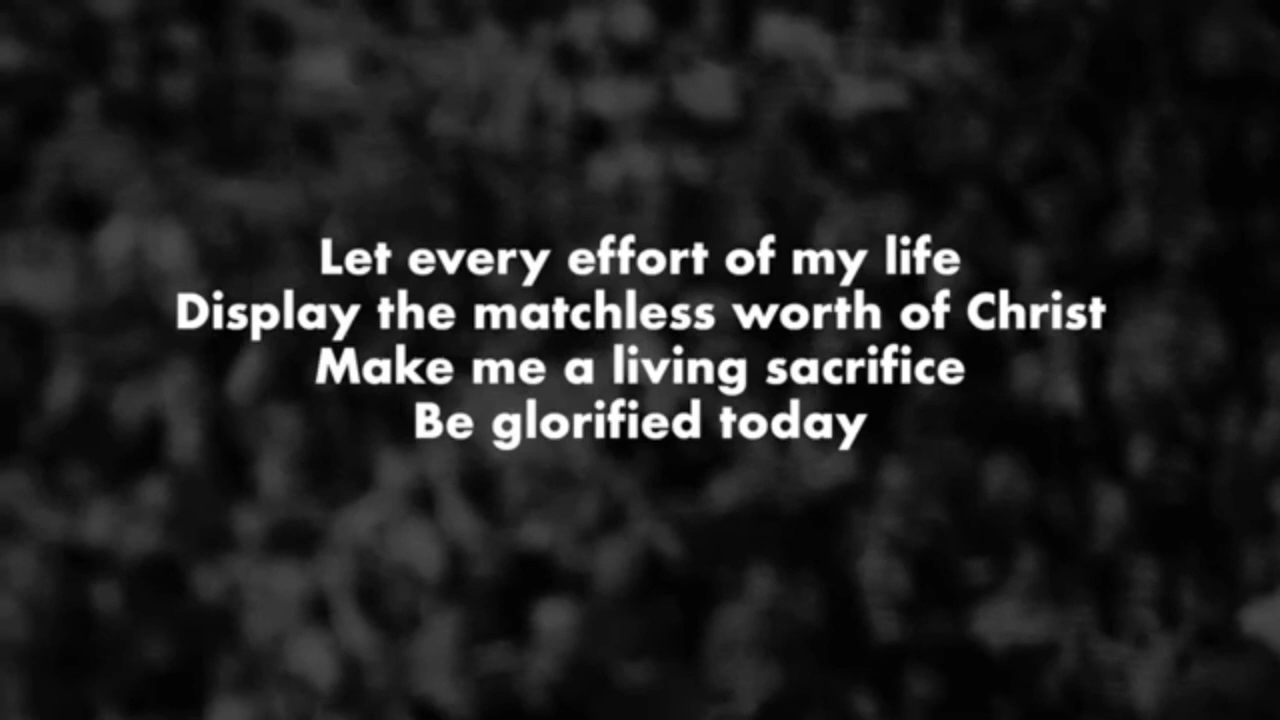 Let every effort of my life
Display the matchless worth of Christ
Make me a living sacrifice
Be glorified today